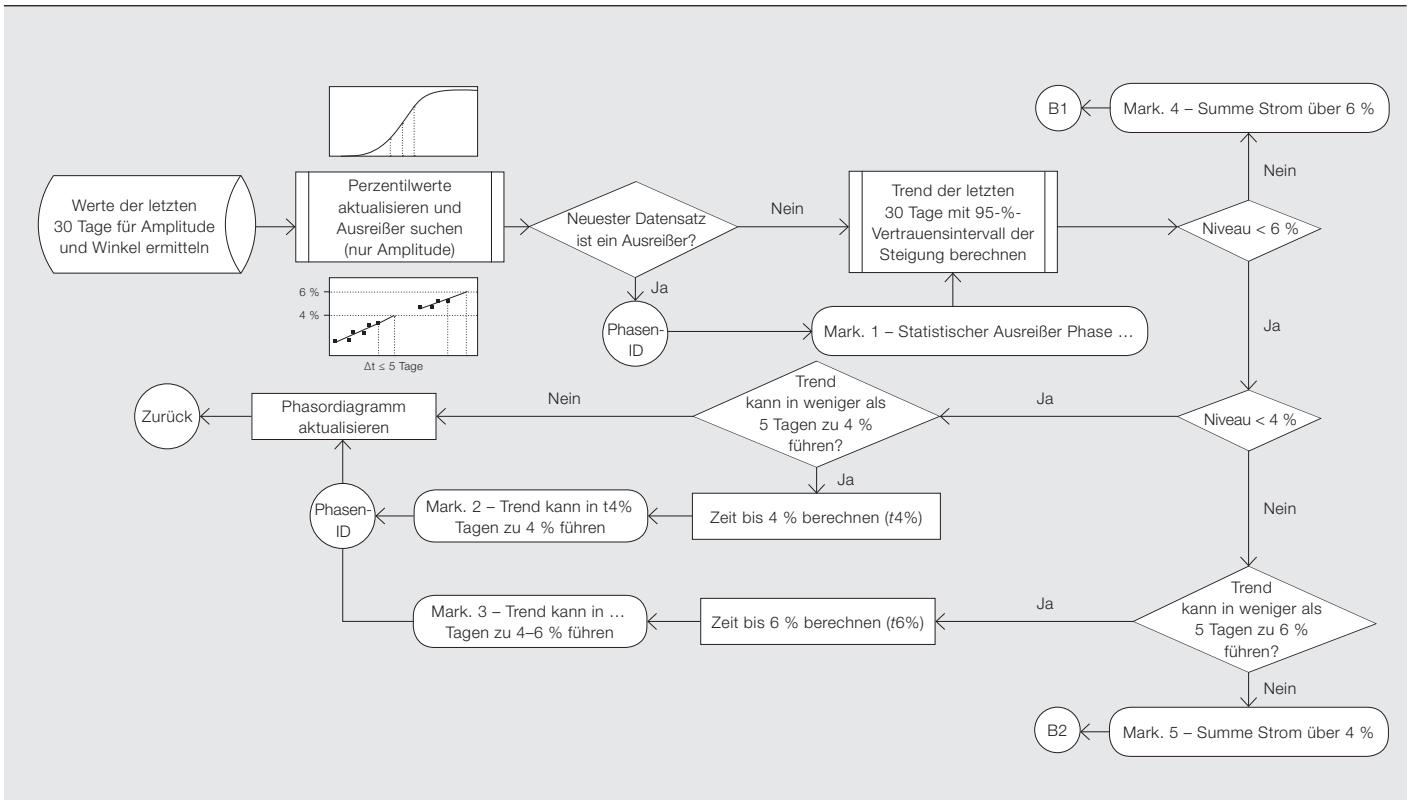 B1
Mark. 4 – Summe Strom über 6 %
Nein
Werte der letzten
30 Tage für Amplitude
und Winkel ermitteln
Perzentilwerte
aktualisieren und
Ausreißer suchen
(nur Amplitude)
Neuester Datensatz
ist ein Ausreißer?
Nein
Trend der letzten
30 Tage mit 95-%-
Vertrauensintervall der
Steigung berechnen
Niveau < 6 %
6 %
4 %
Δt ≤ 5 Tage
Ja
Phasen-
ID
Mark. 1 – Statistischer Ausreißer Phase …
Ja
Zurück
Phasordiagramm
aktualisieren
Nein
Trend
kann in weniger als
5 Tagen zu 4 %
führen?
Ja
Niveau < 4 %
Ja
Phasen-
ID
Mark. 2 – Trend kann in t4%
Tagen zu 4 % führen
Zeit bis 4 % berechnen (t4%)
Nein
Mark. 3 – Trend kann in …
Tagen zu 4–6 % führen
Zeit bis 6 % berechnen (t6%)
Ja
Trend
kann in weniger als
5 Tagen zu 6 %
führen?
Nein
B2
Mark. 5 – Summe Strom über 4 %